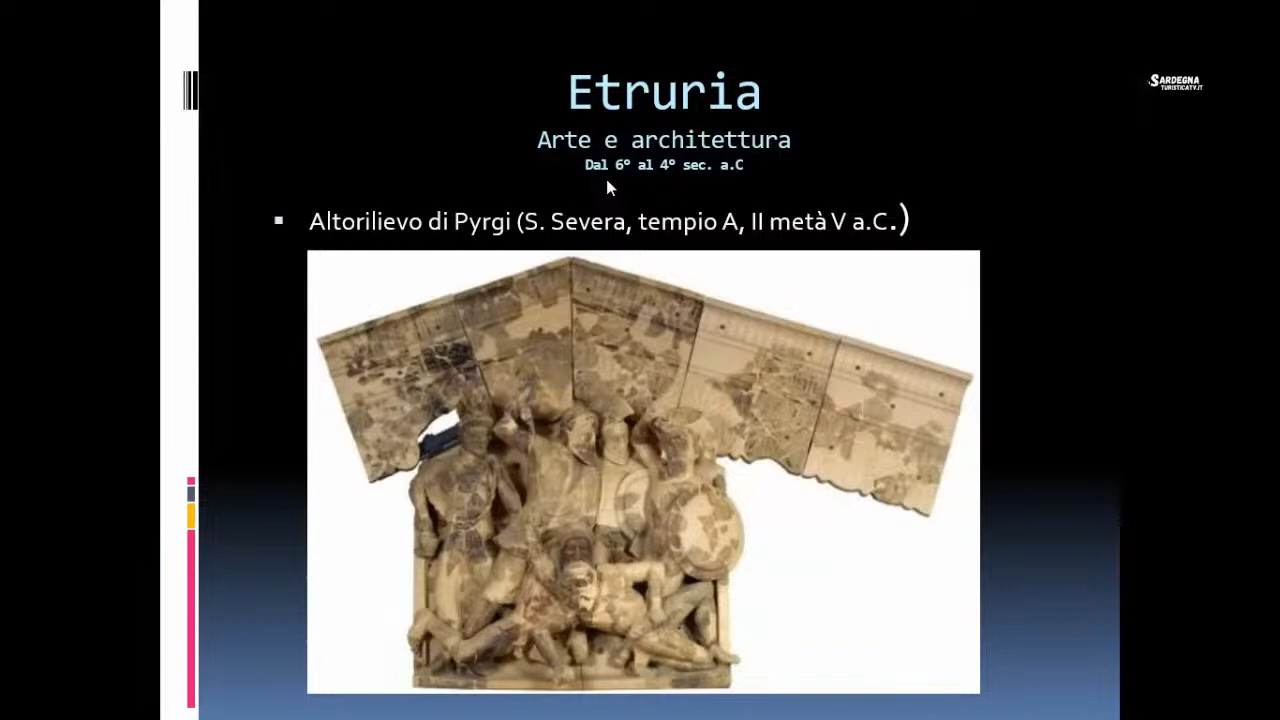 Etruria
SARDEGNA
TURISTICATV.IT
Arte e architettura
Dal 6° al 4° sec. a.C
Altorilievo di Pyrgi (S. Severa, tempio A, II metà V a.C.)